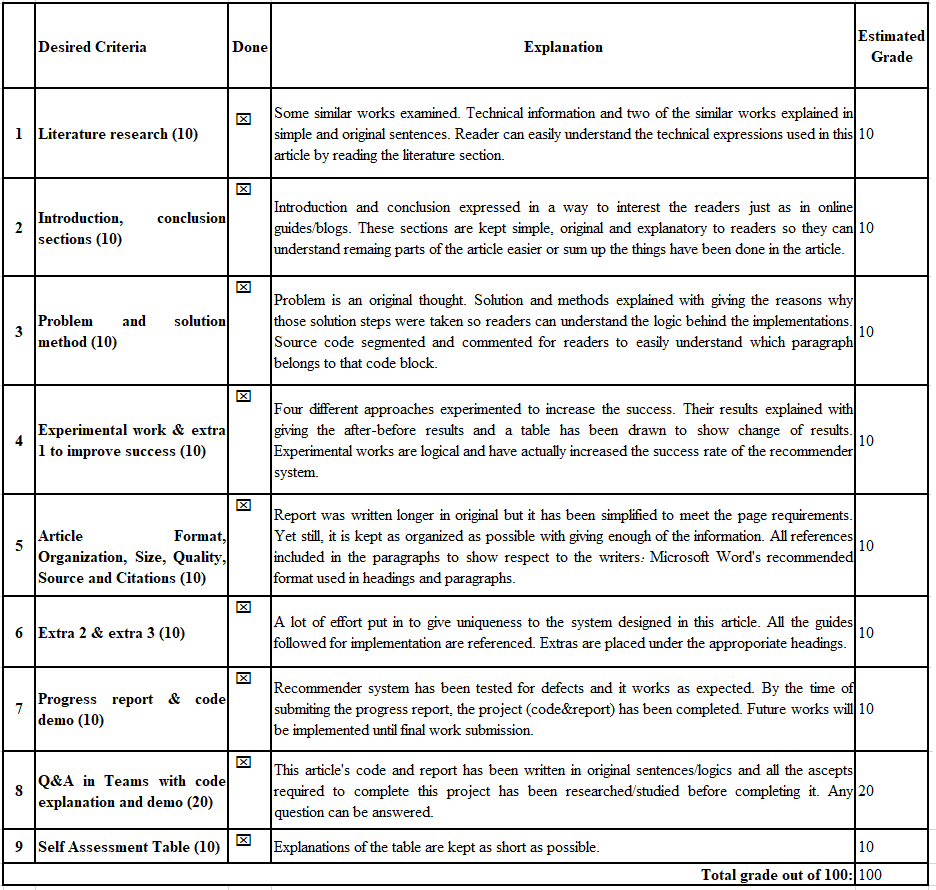 Desired Criteria Done Explanation Estimated Grade
1 Literature research (10) ☒ Some similar works examined. Technical information and two of the similar works explained in
simple and original sentences. Reader can easily understand the technical expressions used in this
article by reading the literature section. 10
2 Introduction, conclusion
sections (10) ☒ Introduction and conclusion expressed in a way to interest the readers just as in online
guides/blogs. These sections are kept simple, original and explanatory to readers so they can
understand remaing parts of the article easier or sum up the things have been done in the article. 10
3 Problem and solution
method (10) ☒ Problem is an original thought. Solution and methods explained with giving the reasons why
those solution steps were taken so readers can understand the logic behind the implementations.
Source code segmented and commented for readers to easily understand which paragraph
belongs to that code block. 10
4 Experimental work & extra
1 to improve success (10) ☒ Four different approaches experimented to increase the success. Their results explained with
giving the after-before results and a table has been drawn to show change of results.
Experimental works are logical and have actually increased the success rate of the recommender
system. 10
5 Article Format,
Organization, Size, Quality,
Source and Citations (10) ☒ Report was written longer in original but it has been simplified to meet the page requirements.
Yet still, it is kept as organized as possible with giving enough of the information. All references
included in the paragraphs to show respect to the writers. Microsoft Word's recommended
format used in headings and paragraphs. 10
6 Extra 2 & extra 3 (10) ☒ A lot of effort put in to give uniqueness to the system designed in this article. All the guides
followed for implementation are referenced. Extras are placed under the approporiate headings. 10
7 Progress report & code
demo (10) ☒ Recommender system has been tested for defects and it works as expected. By the time of
submiting the progress report, the project (code&report) has been completed. Future works will
be implemented until final work submission. 10
8 Q&A in Teams with code
explanation and demo (20) ☒ This article's code and report has been written in original sentences/logics and all the ascepts
required to complete this project has been researched/studied before completing it. Any
question can be answered. 20
9 Self Assessment Table (10) ☒ Explanations of the table are kept as short as possible. 10
Total grade out of 100: 100